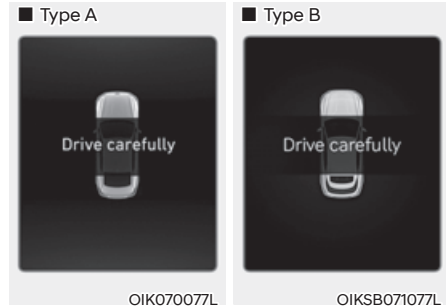 ■ Type A
■ Type B
Drive carefully
Drive carefully
OIK070077L
OIKSB071077L